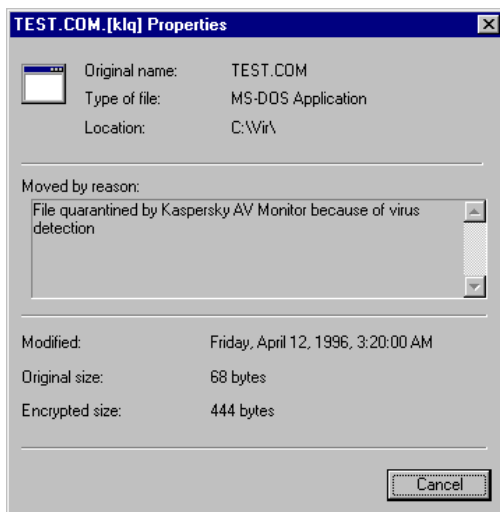 TEST.COM.[klq] Properties
Original name: TEST.COM
Type of file: MS-DOS Application
Location: C:\Vir\
Moved by reason:
File quarantined by Kaspersky AV Monitor because of virus
detection
Modified: Friday, April 12, 1996, 3:20:00 AM
Original size: 68 bytes
Encrypted size: 444 bytes
Cancel